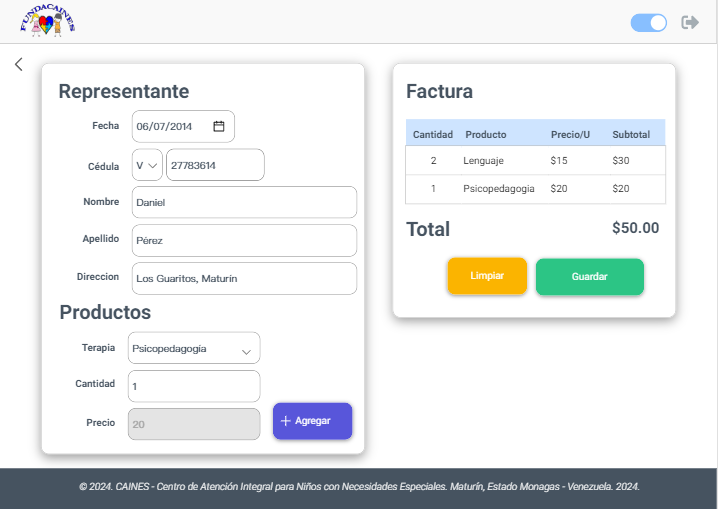 FUNDACAINES
Representante
Fecha 06/07/2014
Cédula V 27783614
Nombre Daniel
Apellido Pérez
Direccion Los Guaritos, Maturín
Productos
Terapia Psicopedagogía
Cantidad 1
Precio 20
Agregar
Factura
Cantidad Producto Precio/U Subtotal
2 Lenguaje $15 $30
1 Psicopedagogia $20 $20
Total $50.00
Limpiar Guardar
© 2024. CAINES - Centro de Atención Integral para Niños con Necesidades Especiales. Maturín, Estado Monagas - Venezuela. 2024.